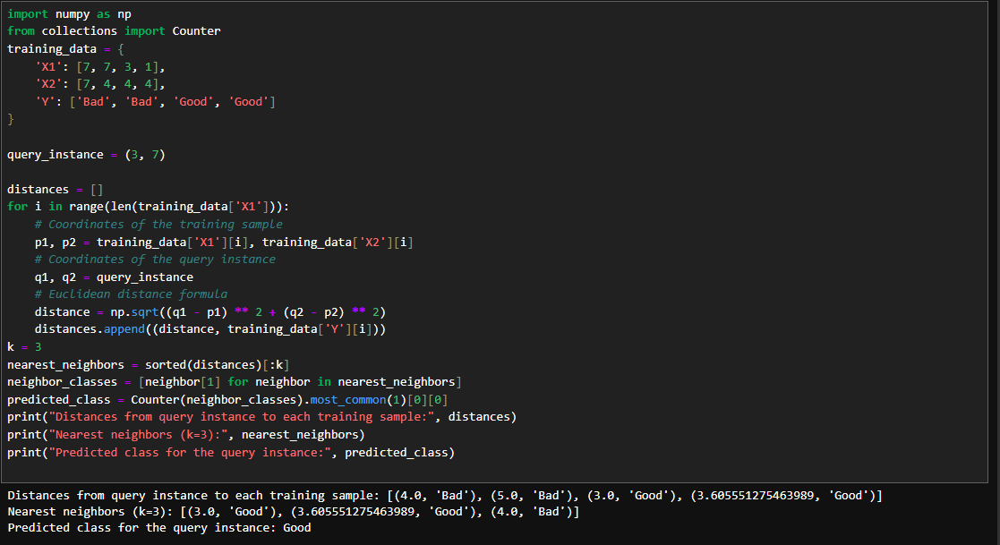 import numpy as np
from collections import Counter
training_data = {
    'X1': [7, 7, 3, 1],
    'X2': [7, 4, 4, 4],
    'Y': ['Bad', 'Bad', 'Good', 'Good']
}
query_instance = (3, 7)
distances = []
for i in range(len(training_data['X1'])):
    # Coordinates of the training sample
    p1, p2 = training_data['X1'][i], training_data['X2'][i]
    # Coordinates of the query instance
    q1, q2 = query_instance
    # Euclidean distance formula
    distance = np.sqrt((q1 - p1) ** 2 + (q2 - p2) ** 2)
    distances.append((distance, training_data['Y'][i]))
k = 3
nearest_neighbors = sorted(distances)[:k]
neighbor_classes = [neighbor[1] for neighbor in nearest_neighbors]
predicted_class = Counter(neighbor_classes).most_common(1)[0][0]
print("Distances from query instance to each training sample:", distances)
print("Nearest neighbors (k=3):", nearest_neighbors)
print("Predicted class for the query instance:", predicted_class)
Distances from query instance to each training sample: [(4.0, 'Bad'), (5.0, 'Bad'), (3.0, 'Good'), (3.605551275463989, 'Good')]
Nearest neighbors (k=3): [(3.0, 'Good'), (3.605551275463989, 'Good'), (4.0, 'Bad')]
Predicted class for the query instance: Good